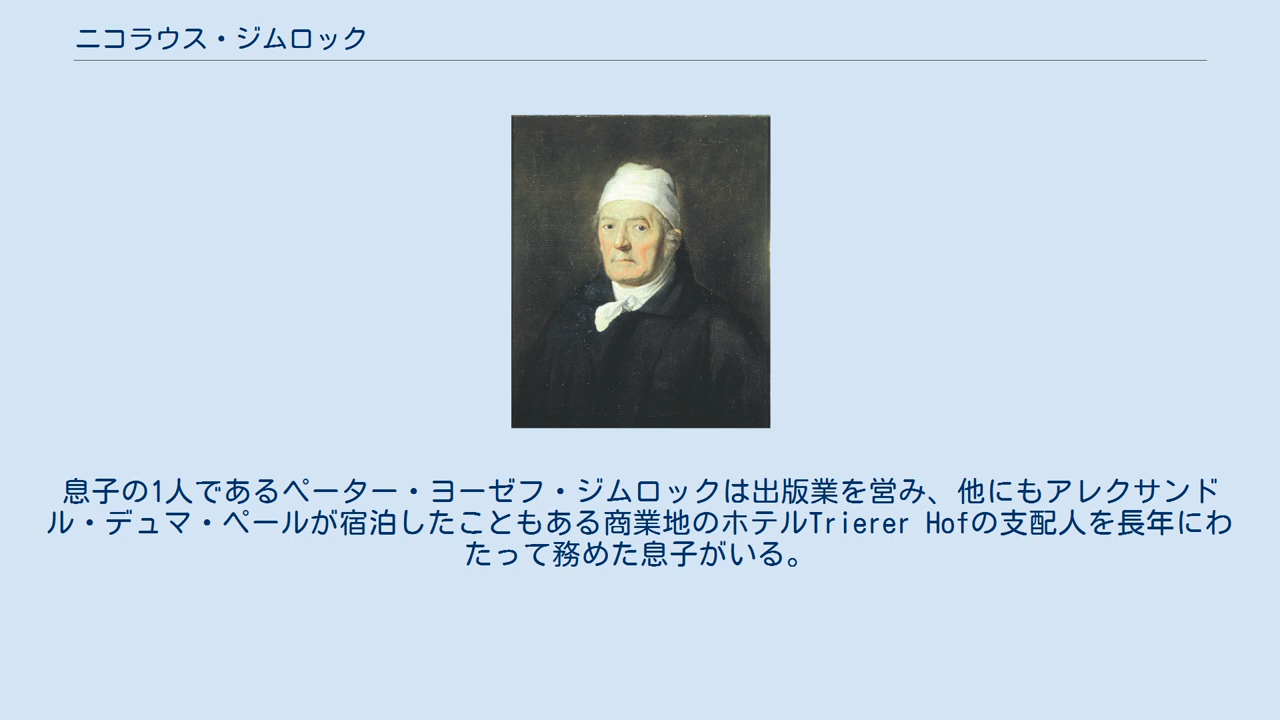 ニコラウス・ジムロック
息子の1人であるペーター・ヨーゼフ・ジムロックは出版業を営み、他にもアレクサンド
ル・デュマ・ペールが宿泊したこともある商業地のホテルTrierer Hofの支配人を長年にわ
たって務めた息子がいる。